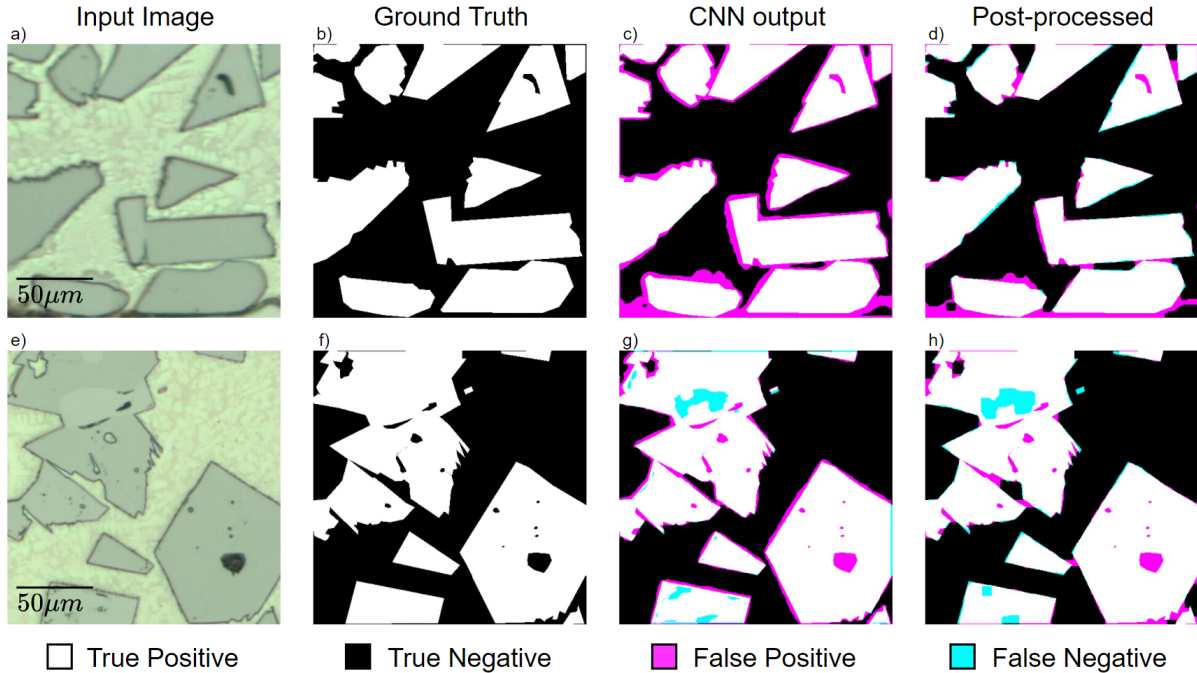 Input Image
Ground Truth
CNN output
Post-processed
a)
b)
c)
d)
50μm
e)
f)
g)
h)
50μm
True Positive
True Negative
False Positive
False Negative